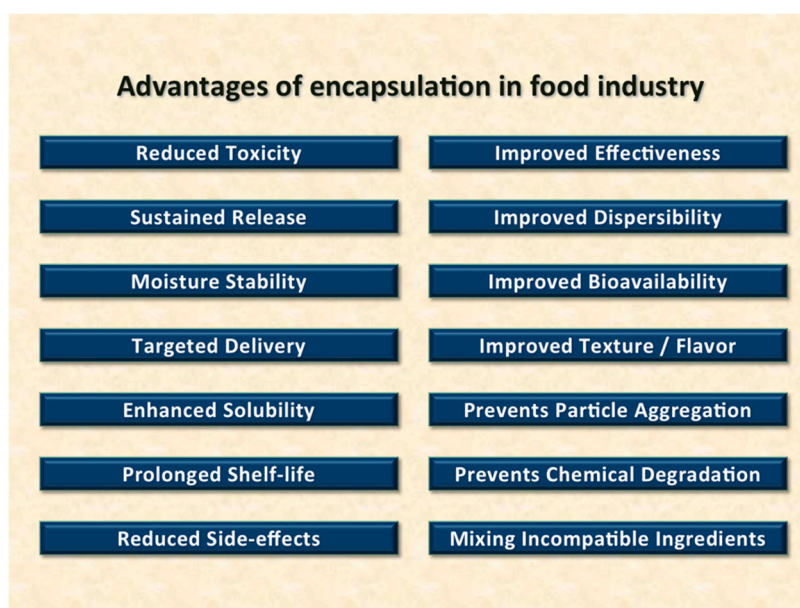 Advantages of encapsulation in food industry
Reduced Toxicity
Sustained Release
Moisture Stability
Targeted Delivery
Enhanced Solubility
Prolonged Shelf-life
Reduced Side-effects
Improved Effectiveness
Improved Dispersibility
Improved Bioavailability
Improved Texture / Flavor
Prevents Particle Aggregation
Prevents Chemical Degradation
Mixing Incompatible Ingredients